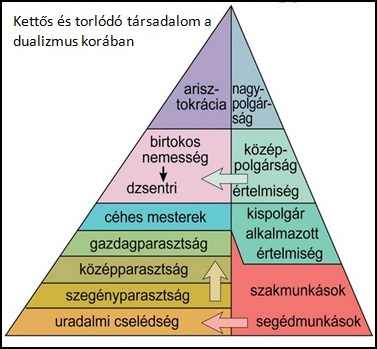 Kettős és torlódó társadalom a
dualizmus korában
arisz-
tokrácia
nagy-
polgár-
ság
birtokos
nemesség
dzsentri
közép-
polgárság
értelmiség
céhes mesterek
kispolgár
alkalmazott
értelmiség
gazdagparasztság
középparasztság
szegényparasztság
uradalmi cselédség
szakmunkások
segédmunkások